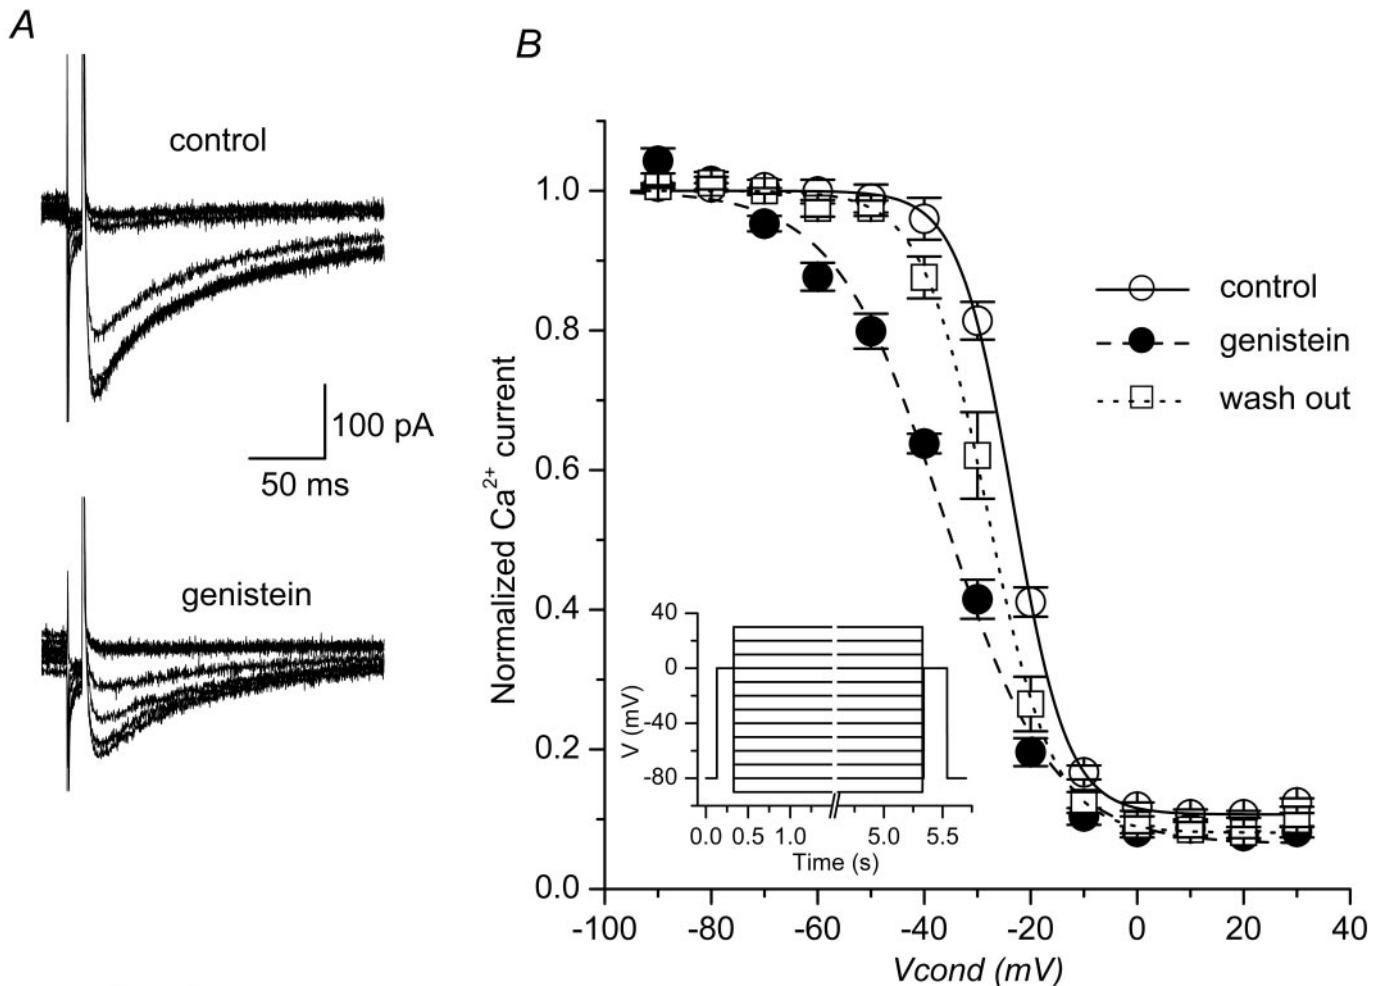 A
control
100 pA
50 ms
genistein
B
Normalized Ca²⁺ current
1.0
0.8
0.6
0.4
0.2
0.0
-100 -80 -60 -40 -20 0 20 40
Vcond (mV)
control
genistein
wash out
V (mV)
40
0
-40
-80
0.0 0.5 1.0 5.0 5.5
Time (s)